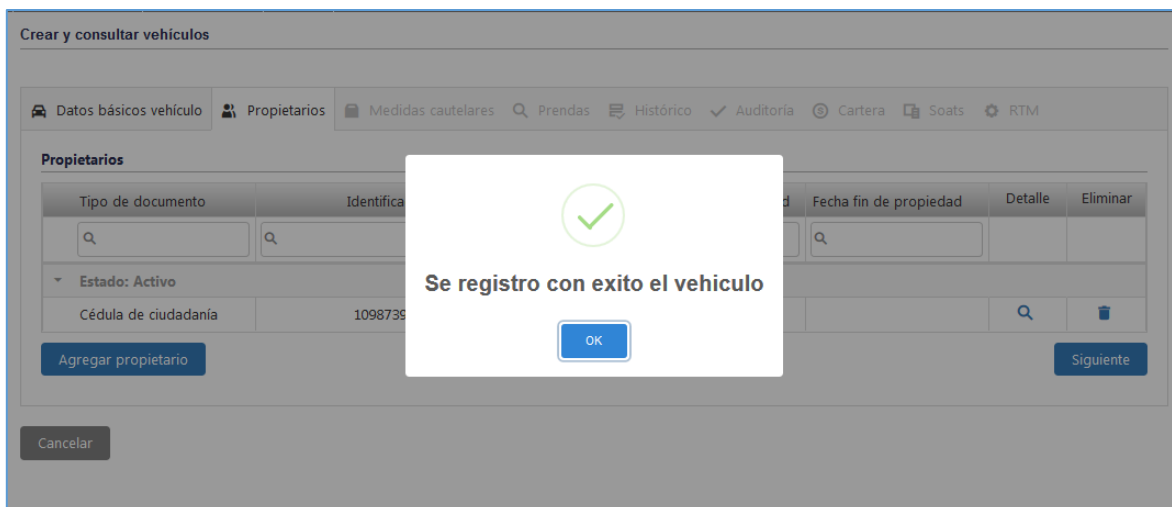 Crear y consultar vehículos
Datos básicos vehículo Propietarios Medidas cautelares Prendas Histórico Auditoría Cartera Soats RTM
Propietarios
Tipo de documento Identifica d Fecha fin de propiedad Detalle Eliminar
Estado: Activo
Cédula de ciudadanía 1098739
Se registro con exito el vehiculo
OK
Agregar propietario Siguiente
Cancelar